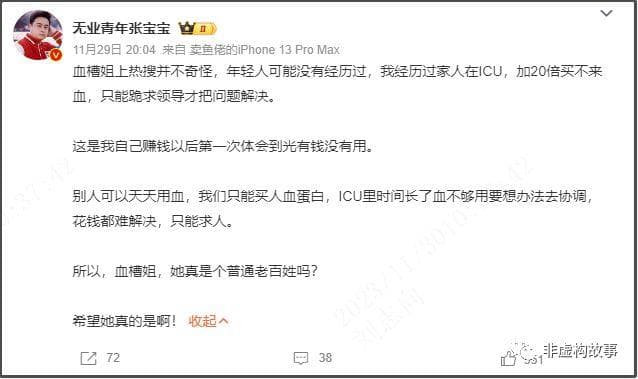 无业青年张宝宝 II
11月29日 20:04 来自 卖鱼佬的iPhone 13 Pro Max
血槽姐上热搜并不奇怪，年轻人可能没有经历过，我经历过家人在ICU，加20倍买不来
血，只能跪求领导才把问题解决。
这是我自己赚钱以后第一次体会到光有钱没有用。
别人可以天天用血，我们只能买人血蛋白，ICU里时间长了血不够用要想办法去协调，
花钱都难解决，只能求人。
所以，血槽姐，她真是个普通老百姓吗？
希望她真的是啊！ 收起
72 38
非虚构故事